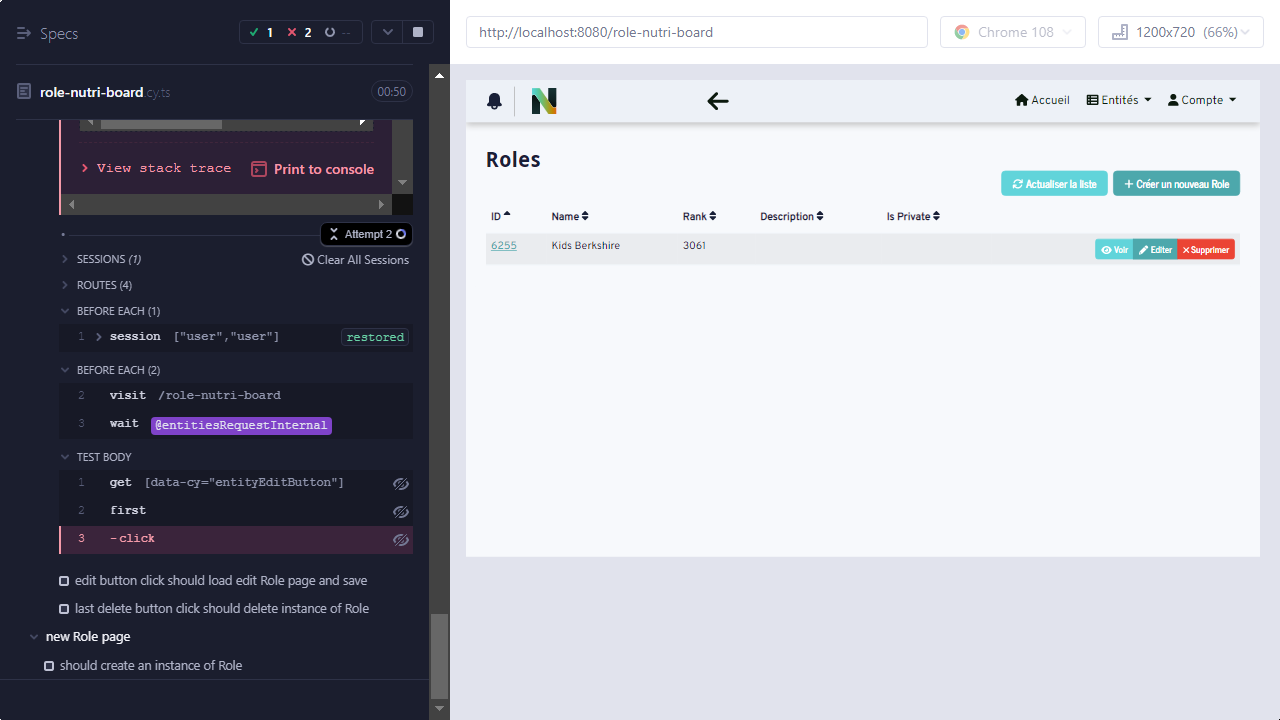 Specs
1
2
--
role-nutri-board.cy.ts
00:50
View stack trace
Print to console
Attempt 2
SESSIONS (1)
Clear All Sessions
ROUTES (4)
BEFORE EACH (1)
1 session ["user","user"] restored
BEFORE EACH (2)
2 visit /role-nutri-board
3 wait @entitiesRequestInternal
TEST BODY
1 get [data-cy="entityEditButton"]
2 first
3 -click
edit button click should load edit Role page and save
last delete button click should delete instance of Role
new Role page
should create an instance of Role
http://localhost:8080/role-nutri-board
Chrome 108
1200x720 (66%)
N
Accueil
Entités
Compte
Roles
Actualiser la liste
Créer un nouveau Role
ID Name Rank Description Is Private
6255 Kids Berkshire 3061
Voir
Editer
Supprimer